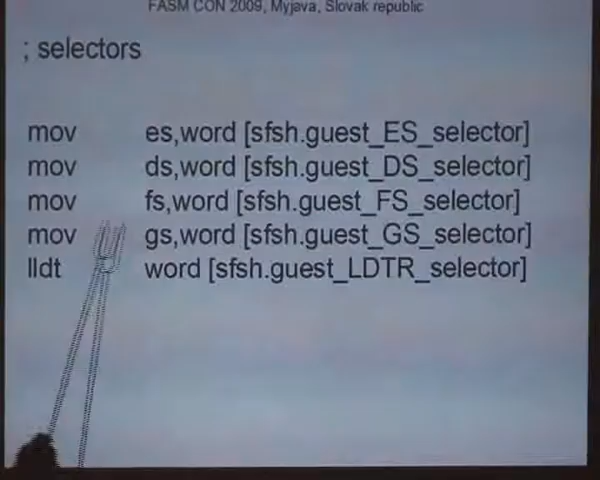 FASM CON 2009, Myjava, Slovak republic
; selectors
mov es,word [sfsh.guest_ES_selector]
mov ds,word [sfsh.guest_DS_selector]
mov fs,word [sfsh.guest_FS_selector]
mov gs,word [sfsh.guest_GS_selector]
lldt word [sfsh.guest_LDTR_selector]